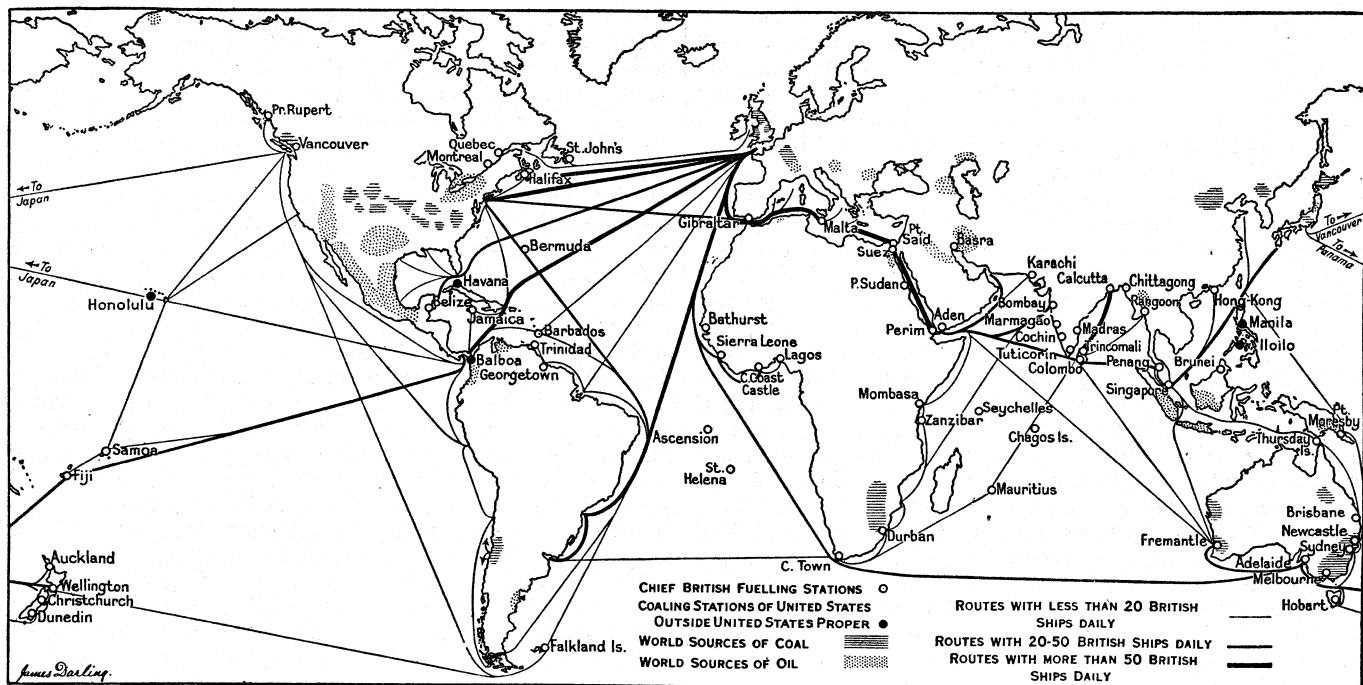 Pr. Rupert
Vancouver
Quebec
Montreal
St. John's
Halifax
← To
Japan
← To
Japan
Honolulu
Bermuda
Havana
Belize
Jamaica
Barbados
Trinidad
Balboa
Georgetown
Samoa
Fiji
Auckland
Wellington
Christchurch
Dunedin
James Darling.
Gibraltar
Malta
Pt.
Said
Suez
Basra
P. Sudan
Aden
Perim
Karachi
Calcutta
Chittagong
Bombay
Rangoon
Hong-Kong
Marmagão
Madras
Cochin
Trincomali
Tuticorin
Colombo
Penang
Brunei
Singapore
Manila
Iloilo
To →
Vancouver
To →
Panama
Bathurst
Sierra Leone
Lagos
C. Coast
Castle
Ascension
St.
Helena
Mombasa
Zanzibar
Seychelles
Chagos Is.
Mauritius
Durban
C. Town
Pt.
Moresby
Thursday
Is.
Brisbane
Newcastle
Sydney
Fremantle
Adelaide
Melbourne
Hobart
Falkland Is.
CHIEF BRITISH FUELLING STATIONS
COALING STATIONS OF UNITED STATES
OUTSIDE UNITED STATES PROPER
WORLD SOURCES OF COAL
WORLD SOURCES OF OIL
ROUTES WITH LESS THAN 20 BRITISH
SHIPS DAILY
ROUTES WITH 20-50 BRITISH SHIPS DAILY
ROUTES WITH MORE THAN 50 BRITISH
SHIPS DAILY